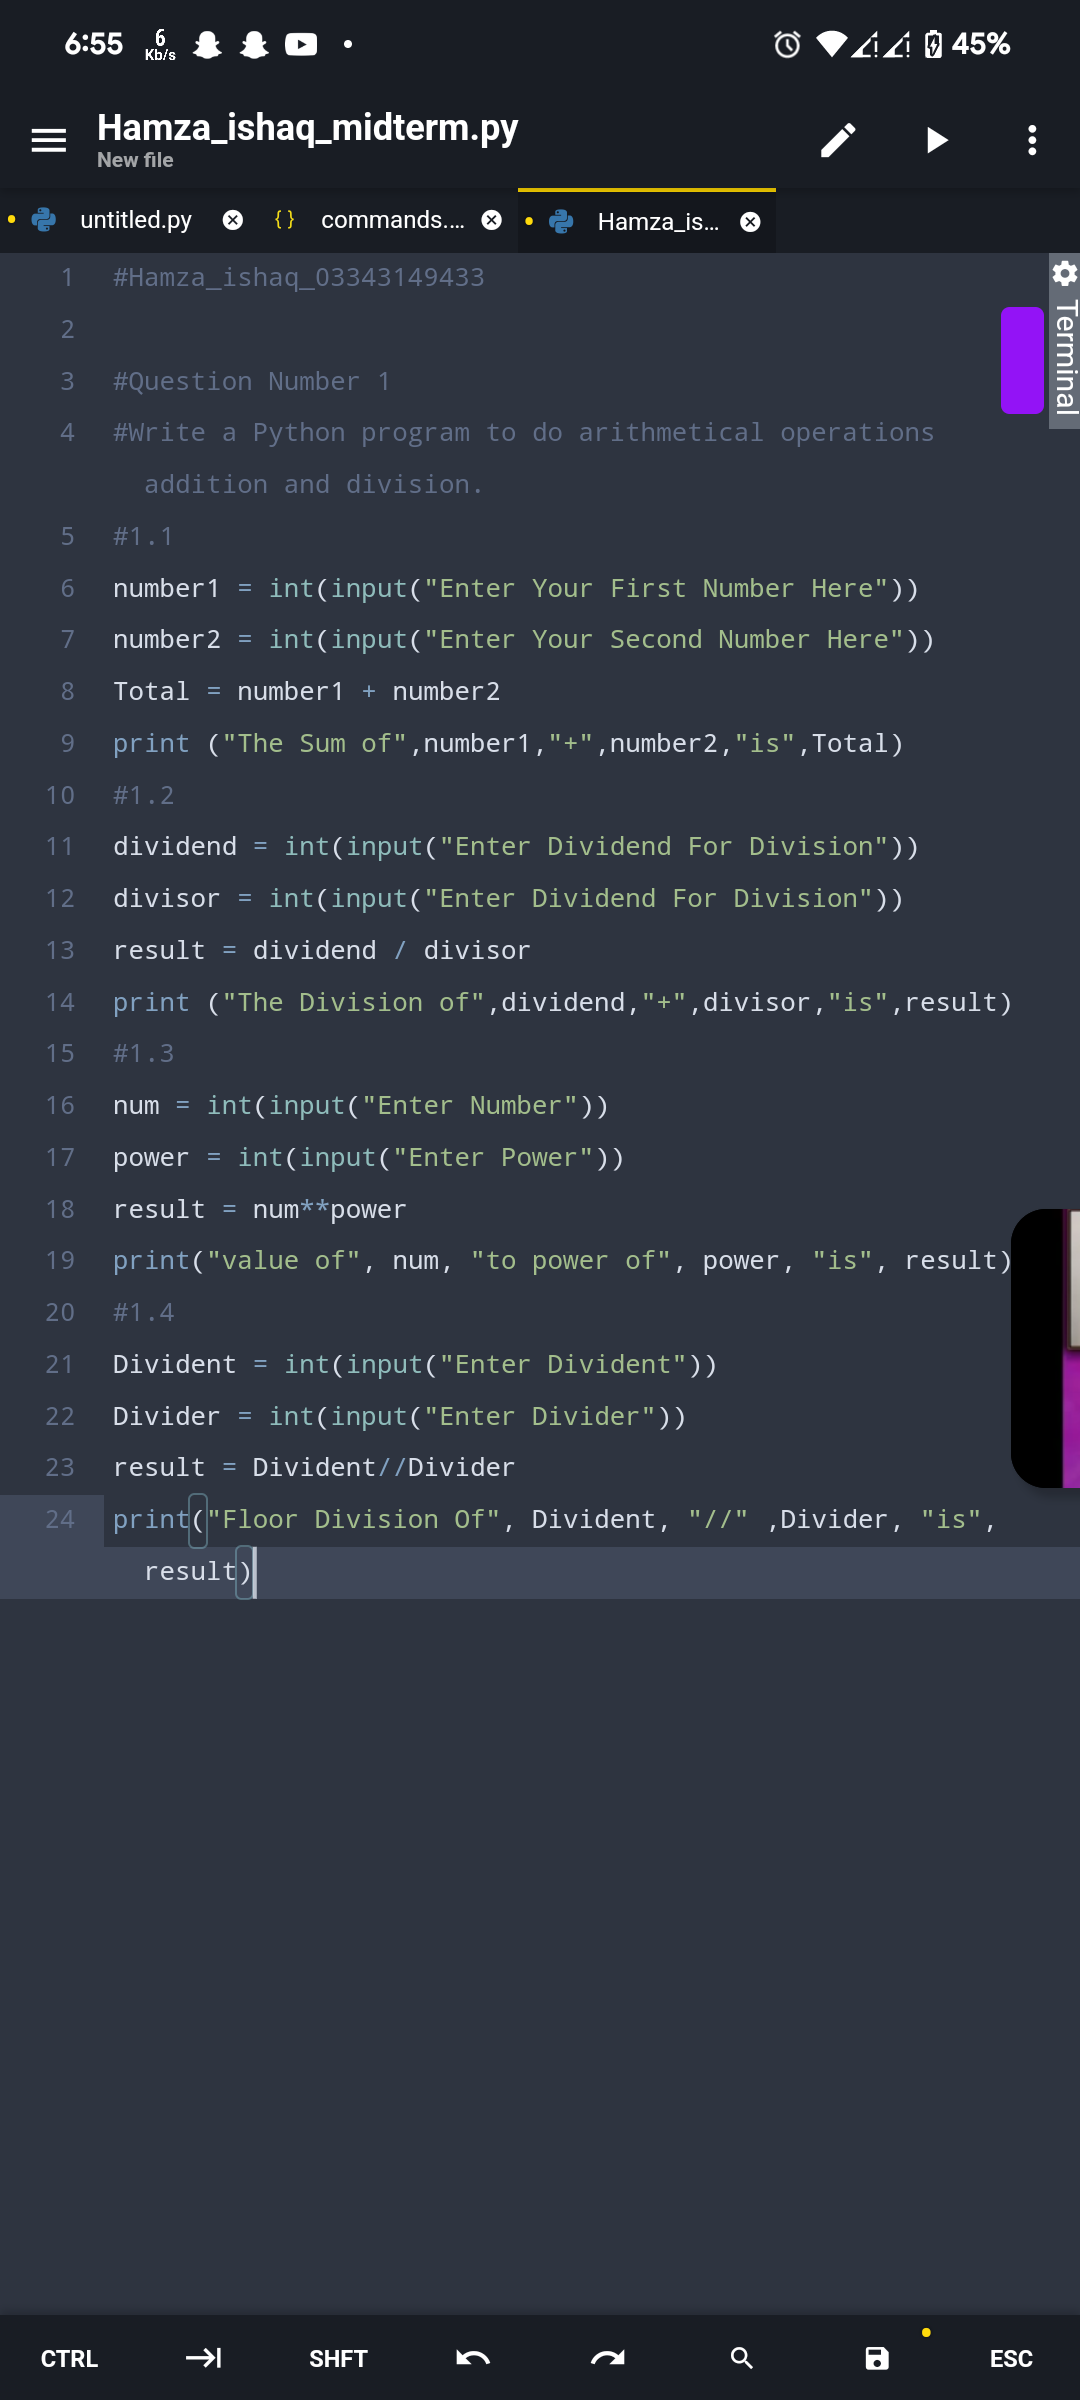 6:55 6 Kb/s 45%
Hamza_ishaq_midterm.py
New file
untitled.py { } commands.... Hamza_is...
Terminal
1 #Hamza_ishaq_03343149433
2
3 #Question Number 1
4 #Write a Python program to do arithmetical operations
addition and division.
5 #1.1
6 number1 = int(input("Enter Your First Number Here"))
7 number2 = int(input("Enter Your Second Number Here"))
8 Total = number1 + number2
9 print ("The Sum of",number1,"+",number2,"is",Total)
10 #1.2
11 dividend = int(input("Enter Dividend For Division"))
12 divisor = int(input("Enter Dividend For Division"))
13 result = dividend / divisor
14 print ("The Division of",dividend,"+",divisor,"is",result)
15 #1.3
16 num = int(input("Enter Number"))
17 power = int(input("Enter Power"))
18 result = num**power
19 print("value of", num, "to power of", power, "is", result)
20 #1.4
21 Divident = int(input("Enter Divident"))
22 Divider = int(input("Enter Divider"))
23 result = Divident//Divider
24 print("Floor Division Of", Divident, "//" ,Divider, "is",
result)
CTRL SHFT ESC